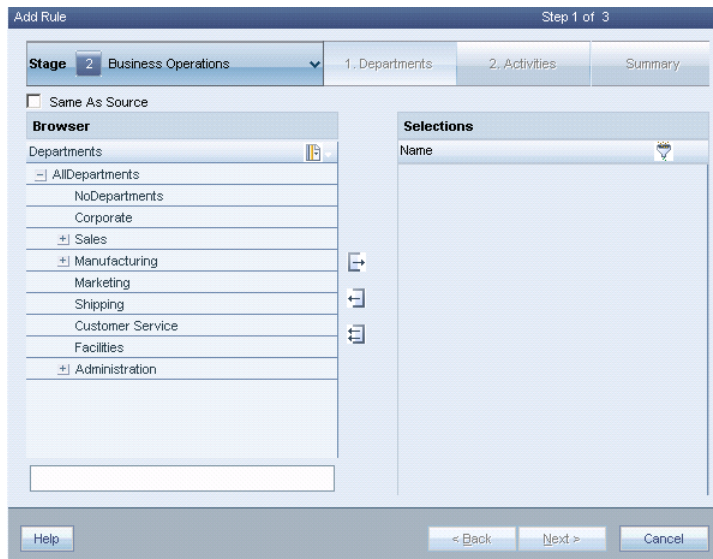 Add Rule Step 1 of 3
Stage 2 Business Operations 1. Departments 2. Activities Summary
Same As Source
Browser Selections
Departments Name
AllDepartments
NoDepartments
Corporate
Sales
Manufacturing
Marketing
Shipping
Customer Service
Facilities
Administration
Help < Back Next > Cancel